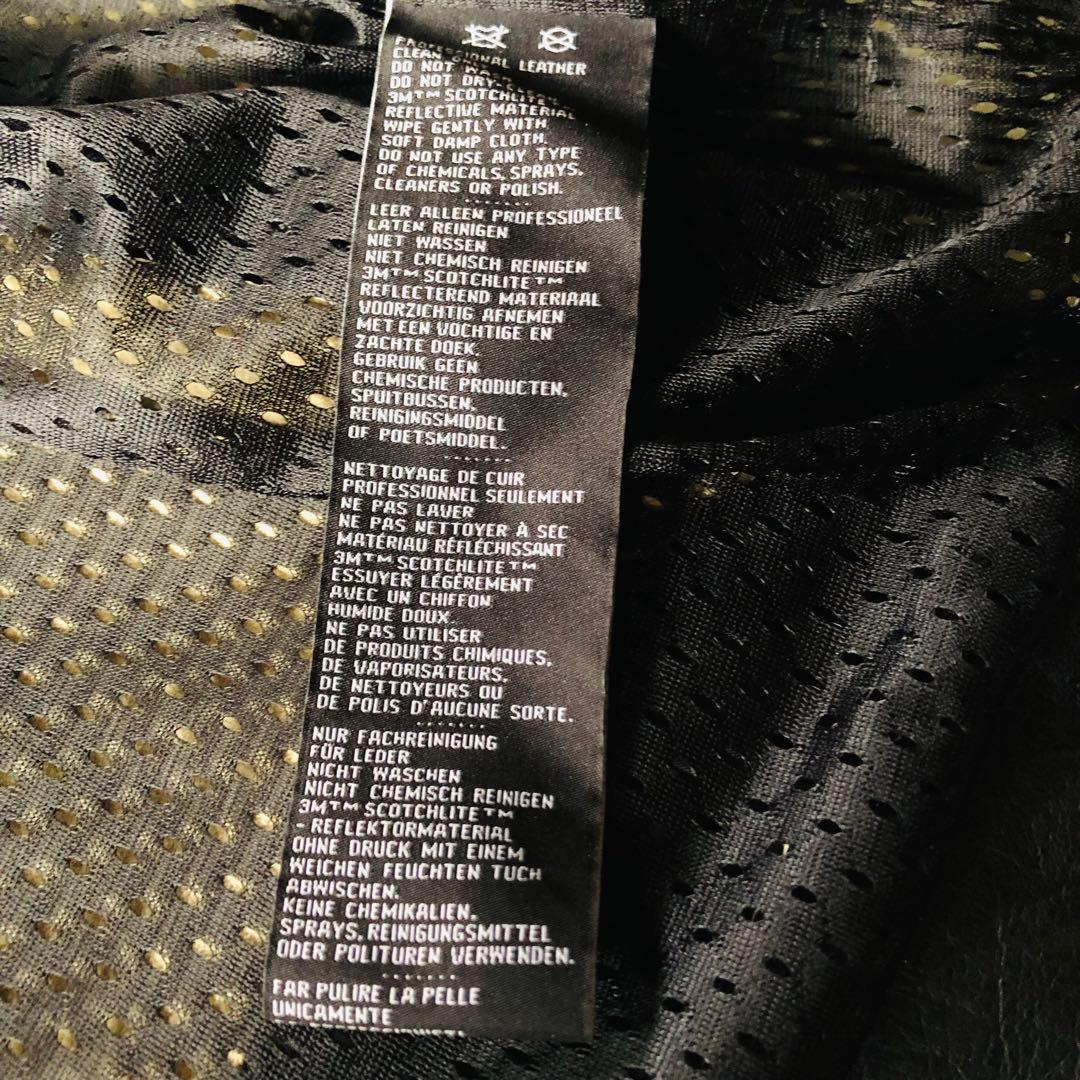 PROFESSIONAL LEATHER
CLEAN
DO NOT WASH
DO NOT DRY
3M™ SCOTCHLITE™
REFLECTIVE MATERIAL
WIPE GENTLY WITH
SOFT DAMP CLOTH.
DO NOT USE ANY TYPE
OF CHEMICALS, SPRAYS,
CLEANERS OR POLISH.
LEER ALLEEN PROFESSIONEEL
LATEN REINIGEN
NIET WASSEN
NIET CHEMISCH REINIGEN
3M™ SCOTCHLITE™
REFLECTEREND MATERIAAL
VOORZICHTIG AFNEMEN
MET EEN VOCHTIGE EN
ZACHTE DOEK.
GEBRUIK GEEN
CHEMISCHE PRODUCTEN,
SPUITBUSSEN,
REINIGINGSMIDDEL
OF POETSMIDDEL.
NETTOYAGE DE CUIR
PROFESSIONNEL SEULEMENT
NE PAS LAVER
NE PAS NETTOYER À SEC
MATÉRIAU RÉFLÉCHISSANT
3M™ SCOTCHLITE™
ESSUYER LÉGÈREMENT
AVEC UN CHIFFON
HUMIDE DOUX.
NE PAS UTILISER
DE PRODUITS CHIMIQUES,
DE VAPORISATEURS,
DE NETTOYEURS OU
DE POLIS D'AUCUNE SORTE.
NUR FACHREINIGUNG
FÜR LEDER
NICHT WASCHEN
NICHT CHEMISCH REINIGEN
3M™ SCOTCHLITE™
- REFLEKTORMATERIAL
OHNE DRUCK MIT EINEM
WEICHEN FEUCHTEN TUCH
ABWISCHEN.
KEINE CHEMIKALIEN,
SPRAYS, REINIGUNGSMITTEL
ODER POLITUREN VERWENDEN.
FAR PULIRE LA PELLE
UNICAMENTE